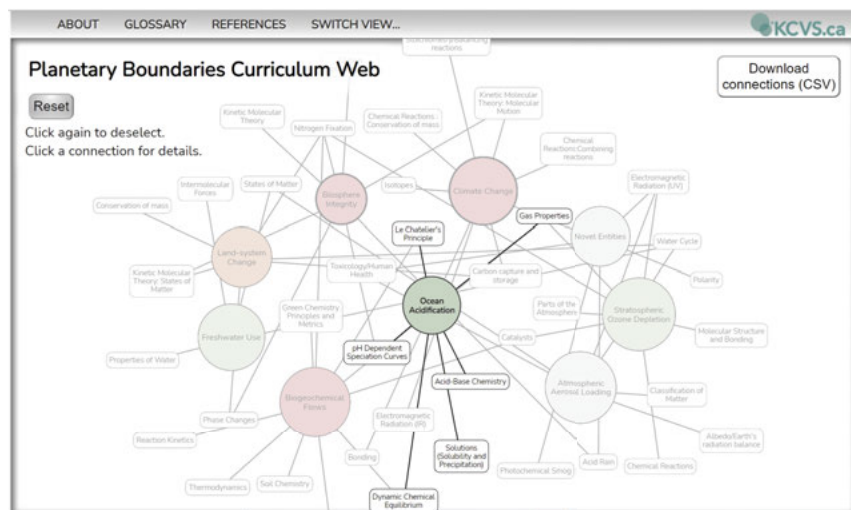 ABOUT
GLOSSARY
REFERENCES
SWITCH VIEW...
KCVS.ca
Planetary Boundaries Curriculum Web
Download
connections (CSV)
Reset
Click again to deselect.
Click a connection for details.
reactions
Kinetic Molecular
Theory
Nitrogen Fixation
Chemical Reactions :
Conservation of mass
Kinetic Molecular
Theory: Molecular
Motion
Chemical
Reactions:Combining
reactions
Intermolecular
Forces
States of Matter
Biosphere
Integrity
Isotopes
Climate Change
Electromagnetic
Radiation (UV)
Conservation of mass
Le Chatelier's
Principle
Gas Properties
Novel Entities
Water Cycle
Land-system
Change
Kinetic Molecular
Theory: States of
Matter
Toxicology/Human
Health
Carbon capture and
storage
Polarity
Ocean
Acidification
Green Chemistry
Principles and
Metrics
Parts of the
Atmosphere
Stratospheric
Ozone Depletion
Freshwater Use
Catalysts
Molecular Structure
and Bonding
Properties of Water
pH Dependent
Speciation Curves
Acid-Base Chemistry
Biogeochemical
Flows
Atmospheric
Aerosol Loading
Classification of
Matter
Phase Changes
Electromagnetic
Radiation (IR)
Reaction Kinetics
Albedo/Earth's
radiation balance
Bonding
Solutions
(Solubility and
Precipitation)
Acid Rain
Photochemical Smog
Chemical Reactions
Thermodynamics
Soil Chemistry
Dynamic Chemical
Equilibrium